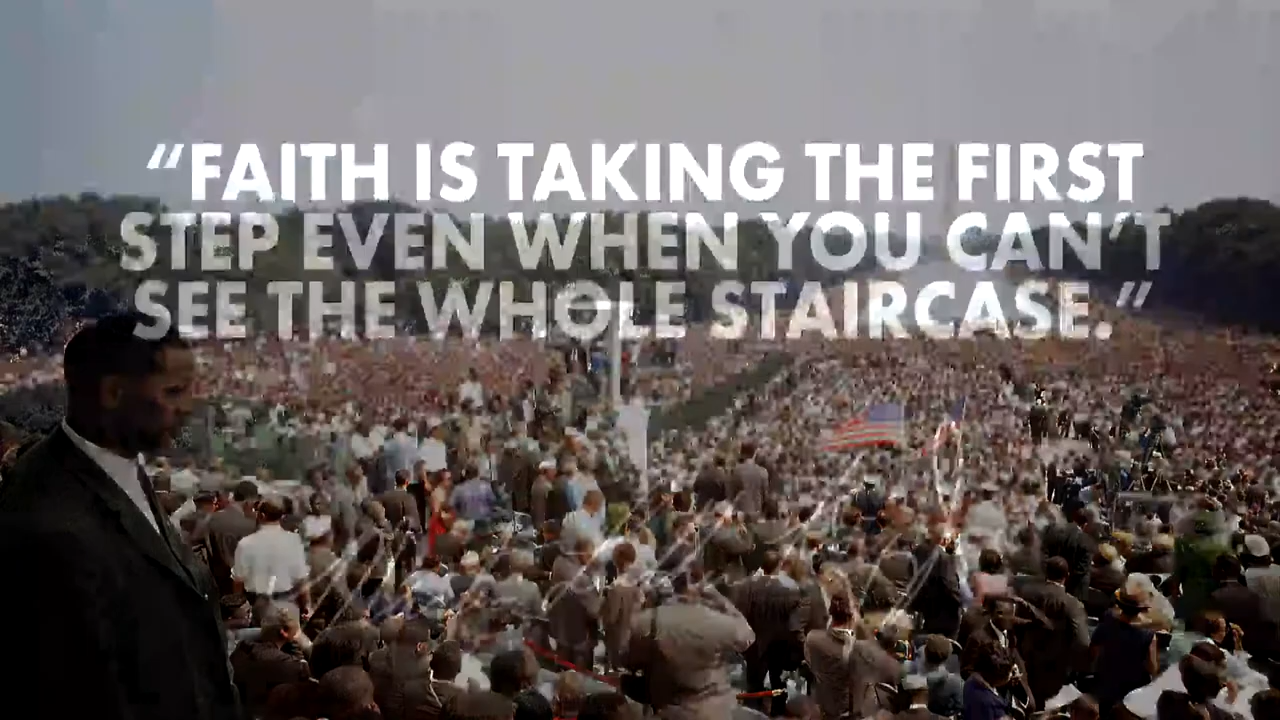 “FAITH IS TAKING THE FIRST
STEP EVEN WHEN YOU CAN’T
SEE THE WHOLE STAIRCASE.”